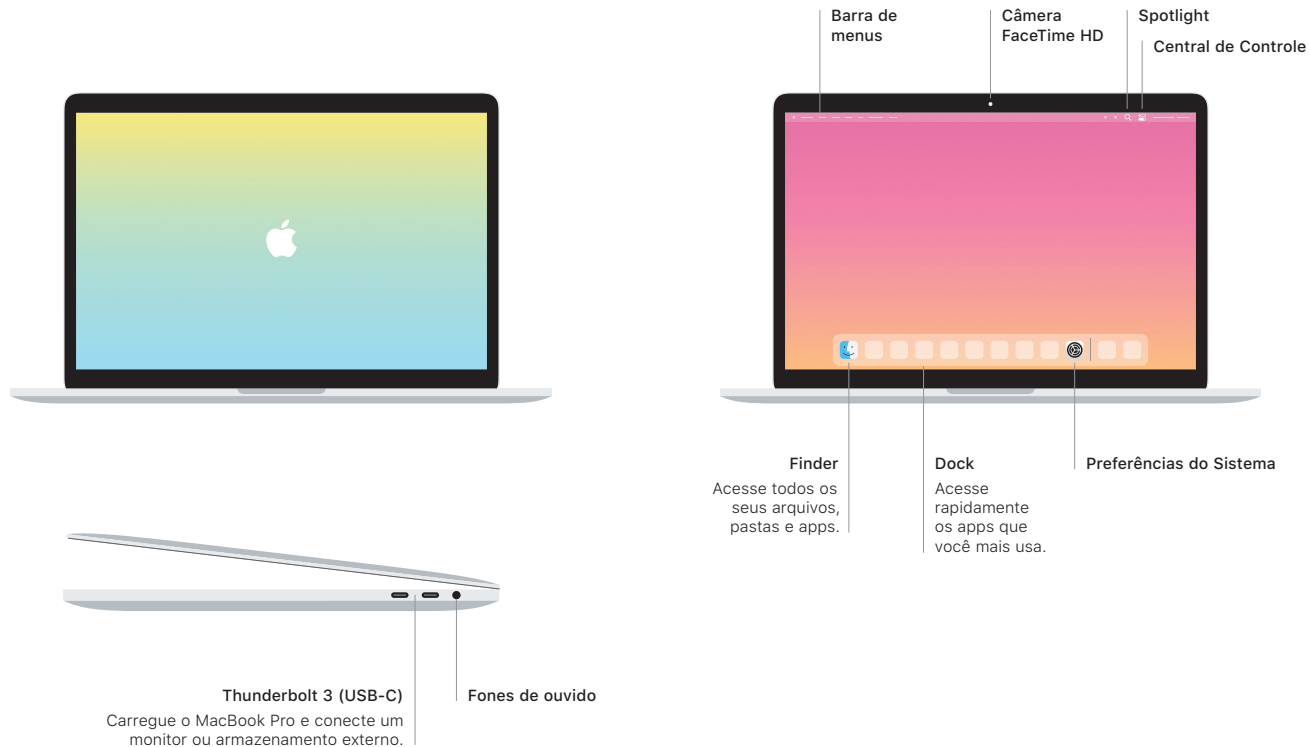 Barra de
menus
Câmera
FaceTime HD
Spotlight
Central de Controle
Finder
Acesse todos os
seus arquivos,
pastas e apps.
Dock
Acesse
rapidamente
os apps que
você mais usa.
Preferências do Sistema
Thunderbolt 3 (USB-C)
Carregue o MacBook Pro e conecte um
monitor ou armazenamento externo.
Fones de ouvido